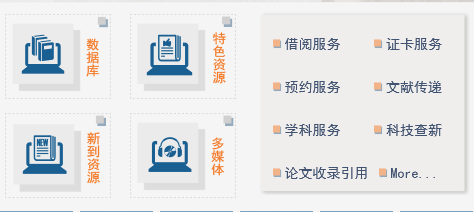 数据库
特色资源
新到资源
NEWS
多媒体
借阅服务 证卡服务
预约服务 文献传递
学科服务 科技查新
论文收录引用 More...